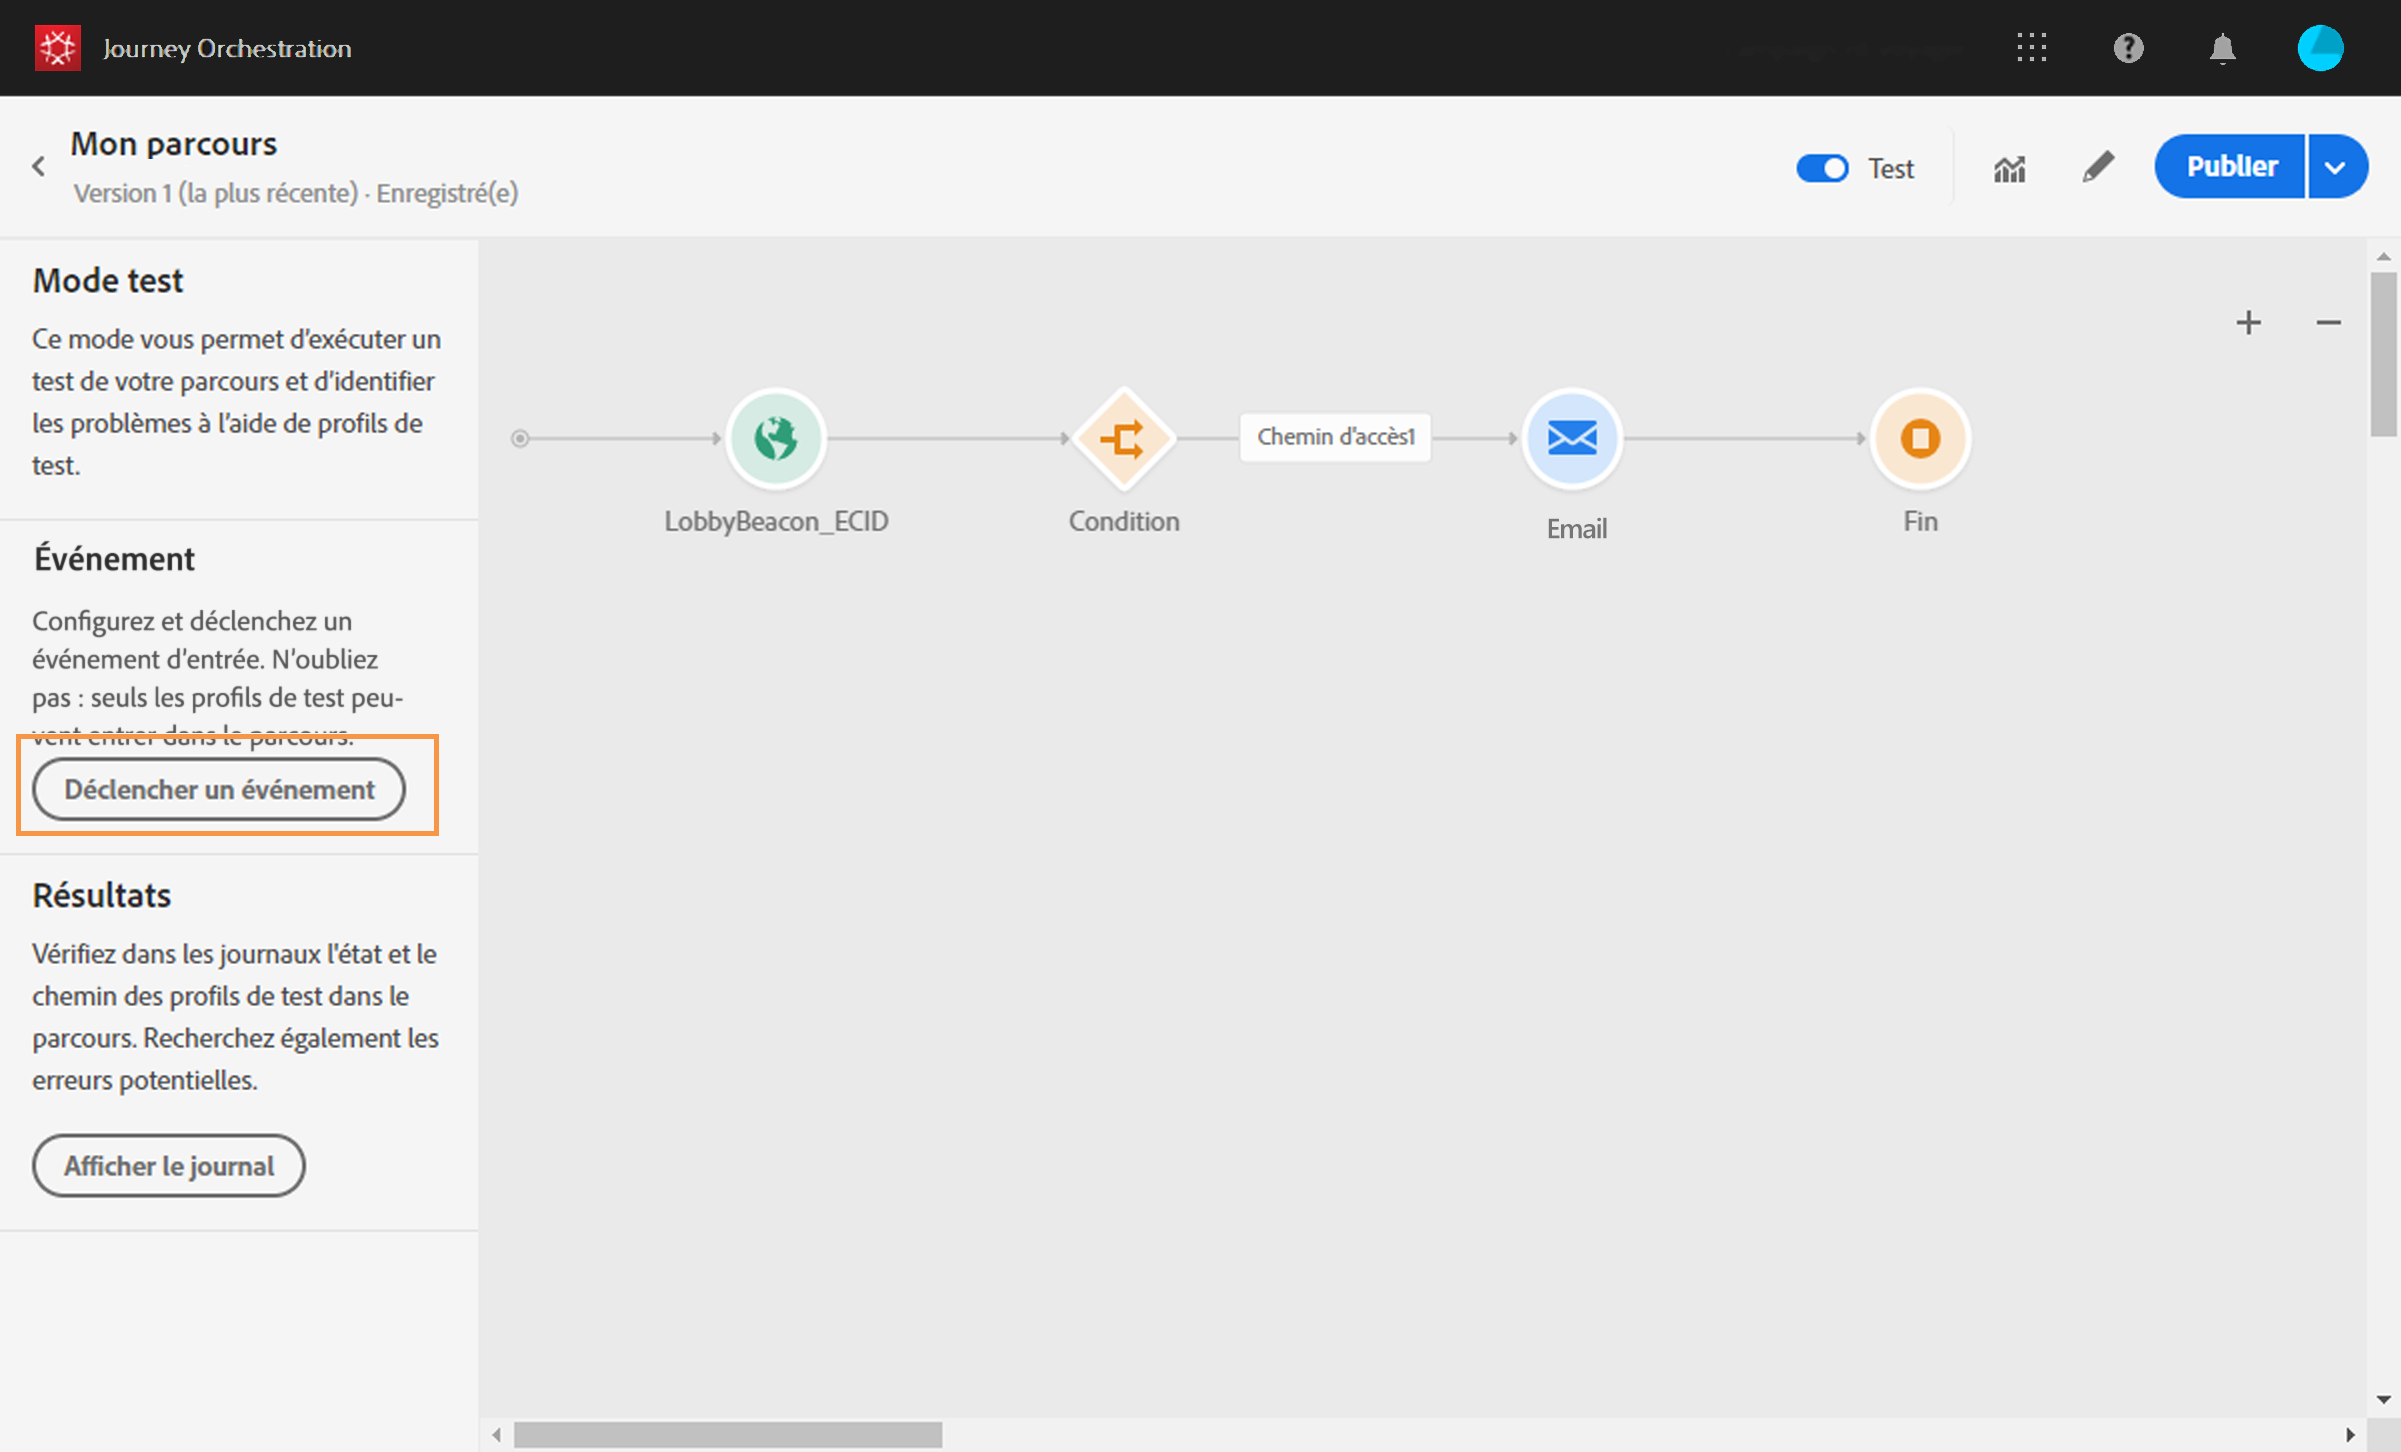 Journey Orchestration
Mon parcours
Version 1 (la plus récente) · Enregistré(e)
Test
Publier
Mode test
Ce mode vous permet d'exécuter un
test de votre parcours et d'identifier
les problèmes à l'aide de profils de
test.
Événement
Configurez et déclenchez un
événement d'entrée. N'oubliez
pas : seuls les profils de test peu-
vent entrer dans le parcours.
Déclencher un événement
Résultats
Vérifiez dans les journaux l'état et le
chemin des profils de test dans le
parcours. Recherchez également les
erreurs potentielles.
Afficher le journal
LobbyBeacon_ECID
Condition
Chemin d'accès1
Email
Fin